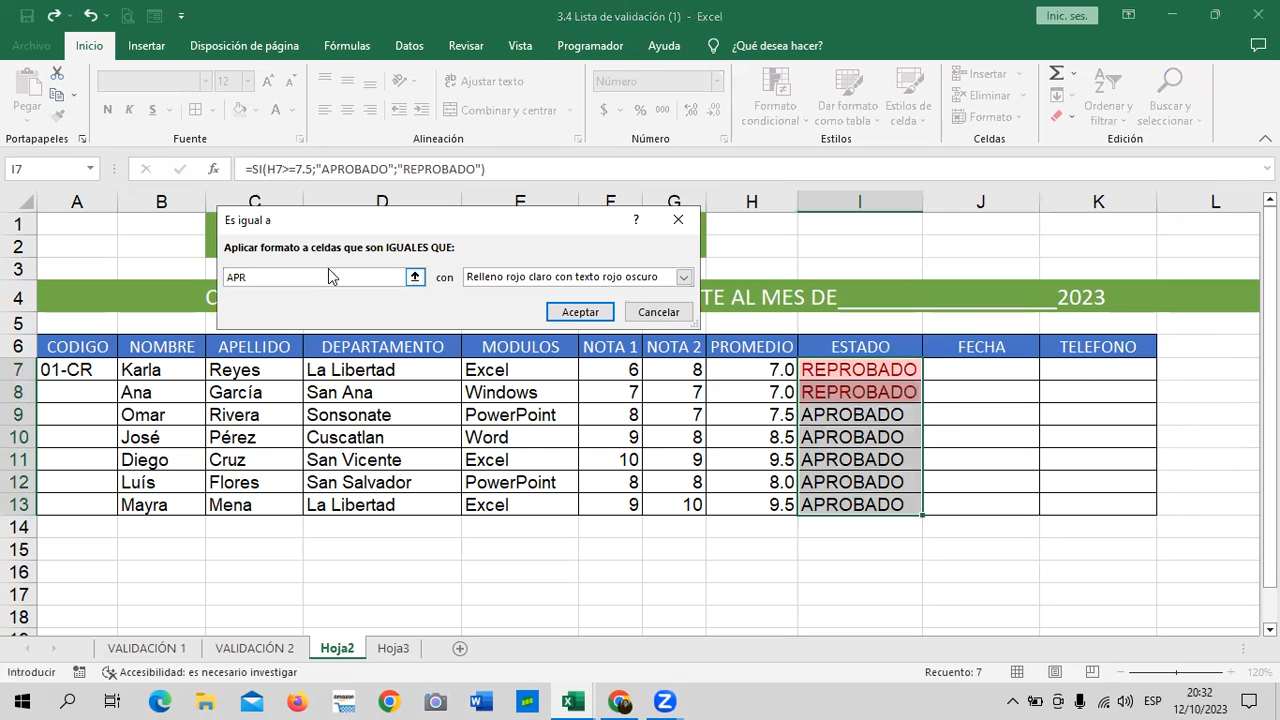 3.4 Lista de validación (1) - Excel
Inic. ses.
Archivo Inicio Insertar Disposición de página Fórmulas Datos Revisar Vista Programador Ayuda ¿Qué desea hacer?
Pegar
12
N K S
Ajustar texto
Combinar y centrar
Número
$ % 000
Formato condicional
Dar formato como tabla
Estilos de celda
Insertar
Eliminar
Formato
Ordenar y filtrar
Buscar y seleccionar
Portapapeles Fuente Alineación Número Estilos Celdas Edición
I7 fx =SI(H7>=7.5;"APROBADO";"REPROBADO")
A B C D E F G H I J K L
1
2
3
4 C TE AL MES DE____________________2023
5
Es igual a ?
Aplicar formato a celdas que son IGUALES QUE:
APR con Relleno rojo claro con texto rojo oscuro
Aceptar Cancelar
6 CODIGO NOMBRE APELLIDO DEPARTAMENTO MODULOS NOTA 1 NOTA 2 PROMEDIO ESTADO FECHA TELEFONO
7 01-CR Karla Reyes La Libertad Excel 6 8 7.0 REPROBADO
8 Ana García San Ana Windows 7 7 7.0 REPROBADO
9 Omar Rivera Sonsonate PowerPoint 8 7 7.5 APROBADO
10 José Pérez Cuscatlan Word 9 8 8.5 APROBADO
11 Diego Cruz San Vicente Excel 10 9 9.5 APROBADO
12 Luís Flores San Salvador PowerPoint 8 8 8.0 APROBADO
13 Mayra Mena La Libertad Excel 9 10 9.5 APROBADO
14
15
16
17
18
VALIDACIÓN 1 VALIDACIÓN 2 Hoja2 Hoja3
Introducir Accesibilidad: es necesario investigar Recuento: 7 120%
ESP 20:32
12/10/2023